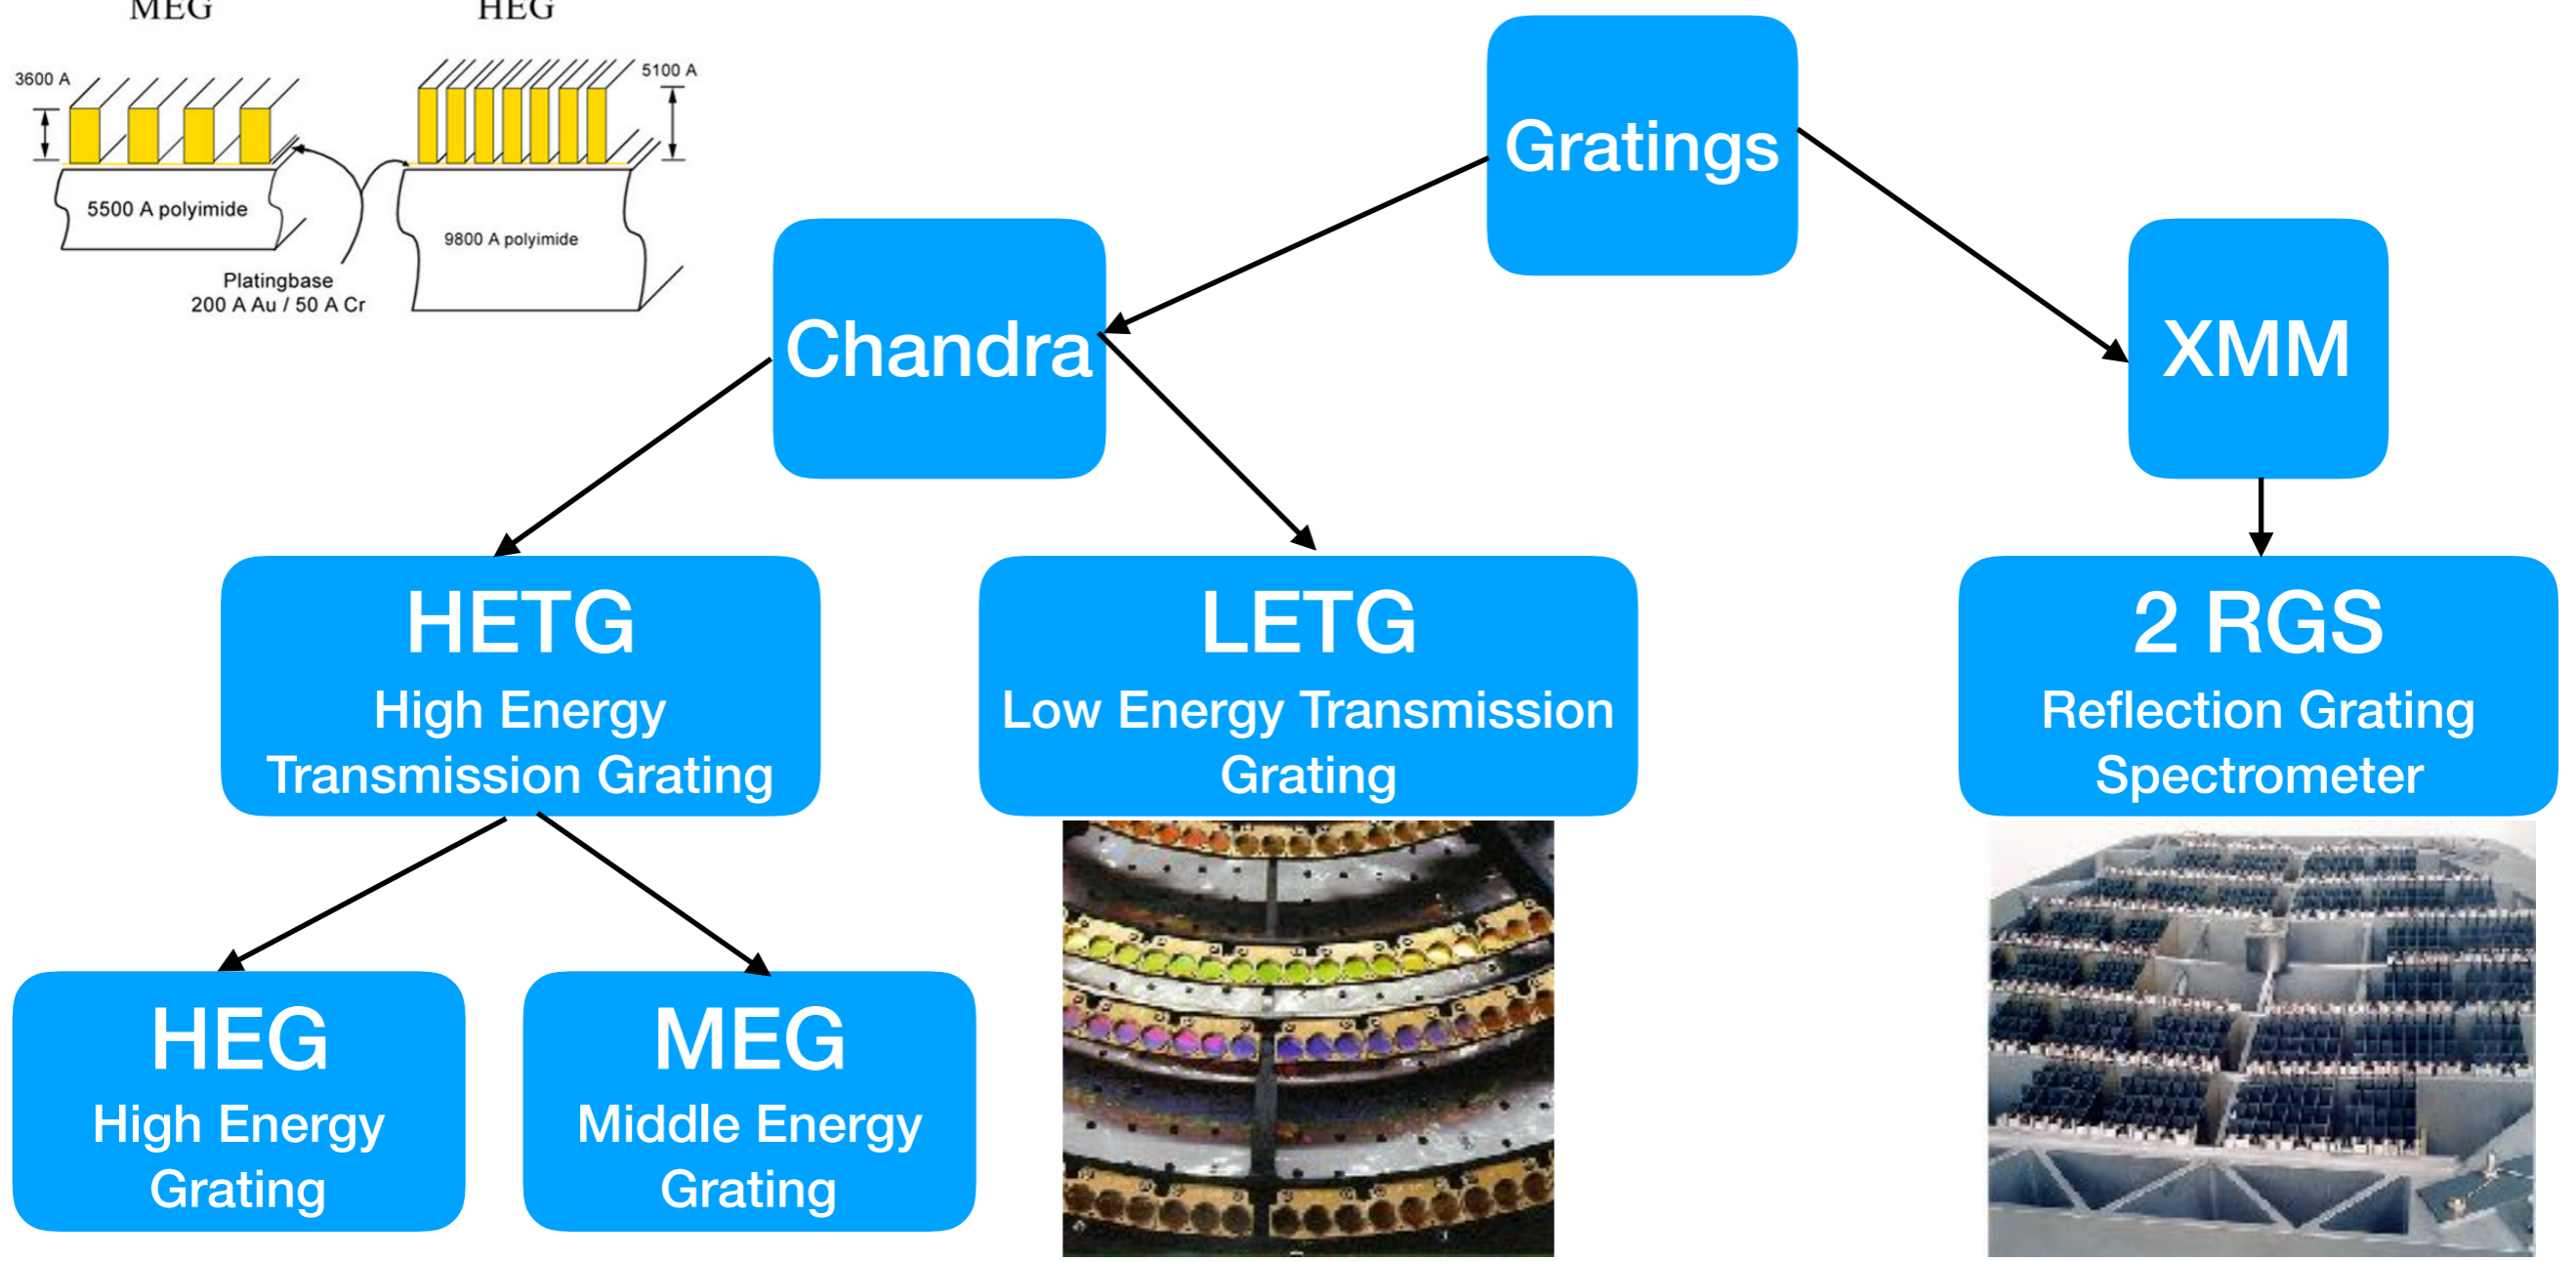 MEG
HEG
3600 A
5100 A
5500 A polyimide
9800 A polyimide
Platingbase
200 A Au / 50 A Cr
Gratings
Chandra
XMM
HETG
High Energy
Transmission Grating
LETG
Low Energy Transmission
Grating
2 RGS
Reflection Grating
Spectrometer
HEG
High Energy
Grating
MEG
Middle Energy
Grating